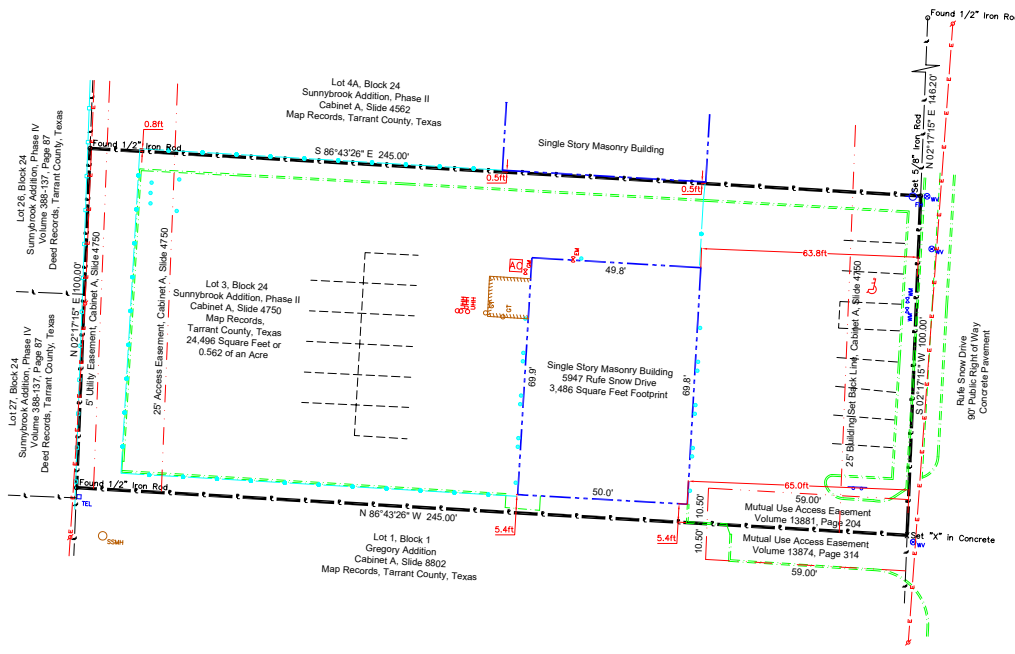 Found 1/2" Iron Ro
N 02°17'15" E 146.20'
Set 5/8" Iron Rod
Lot 4A, Block 24
Sunnybrook Addition, Phase II
Cabinet A, Slide 4562
Map Records, Tarrant County, Texas
Single Story Masonry Building
0.8ft
Found 1/2" Iron Rod
S 86°43'26" E 245.00'
0.5ft
0.5ft
Lot 26, Block 24
Sunnybrook Addition, Phase IV
Volume 388-137, Page 87
Deed Records, Tarrant County, Texas
N 02°17'15" E 100.00'
5' Utility Easement, Cabinet A, Slide 4750
25' Access Easement, Cabinet A, Slide 4750
Lot 3, Block 24
Sunnybrook Addition, Phase II
Cabinet A, Slide 4750
Map Records,
Tarrant County, Texas
24,496 Square Feet or
0.562 of an Acre
AC
EM
GT
49.8'
69.9'
69.8'
50.0'
Single Story Masonry Building
5947 Rufe Snow Drive
3,486 Square Feet Footprint
63.8ft
WV
WV
25' Building Set Back Line, Cabinet A, Slide 4750
S 02°17'15" W 100.00'
Rufe Snow Drive
90' Public Right of Way
Concrete Pavement
Lot 27, Block 24
Sunnybrook Addition, Phase IV
Volume 388-137, Page 87
Deed Records, Tarrant County, Texas
Found 1/2" Iron Rod
TEL
SSMH
N 86°43'26" W 245.00'
5.4ft
5.4ft
65.0ft
59.00'
10.50'
Mutual Use Access Easement
Volume 13881, Page 204
10.50'
Mutual Use Access Easement
Volume 13874, Page 314
59.00'
Set "X" in Concrete
WV
Lot 1, Block 1
Gregory Addition
Cabinet A, Slide 8802
Map Records, Tarrant County, Texas